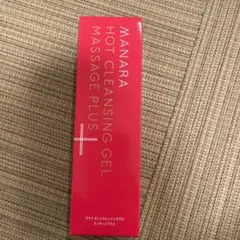 MANARA
HOT CLEANSING GEL
MASSAGE PLUS
+